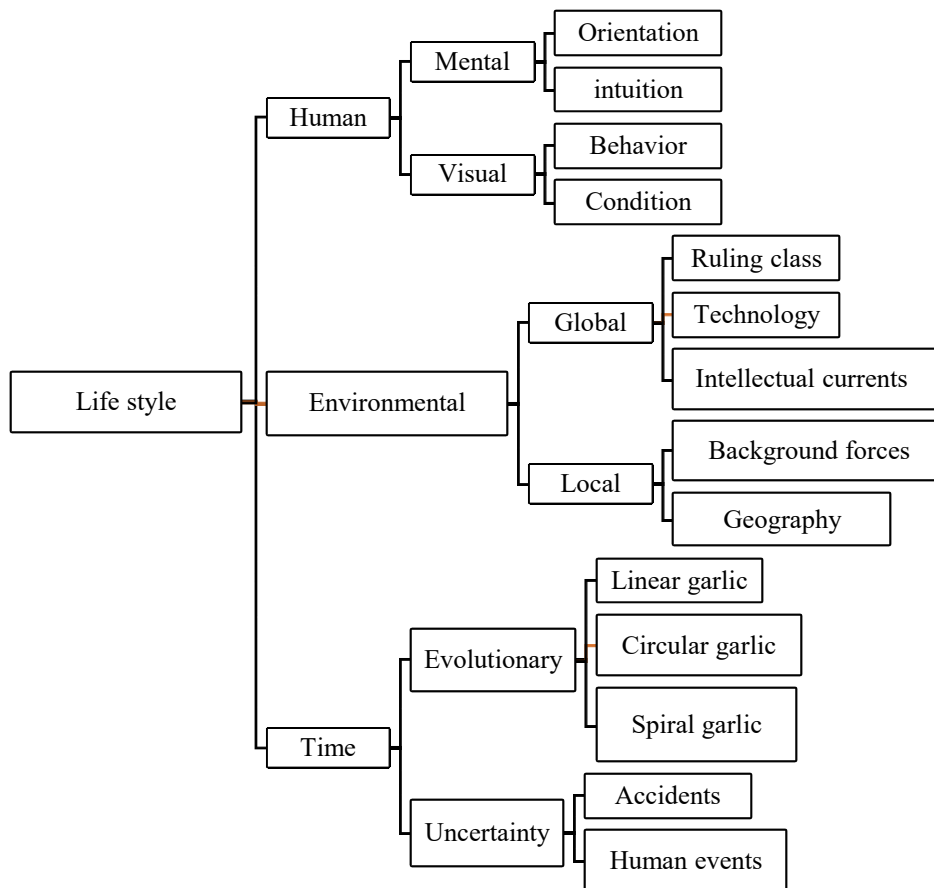 Life style
Human
Mental
Orientation
intuition
Visual
Behavior
Condition
Environmental
Global
Ruling class
Technology
Intellectual currents
Local
Background forces
Geography
Time
Evolutionary
Linear garlic
Circular garlic
Spiral garlic
Uncertainty
Accidents
Human events